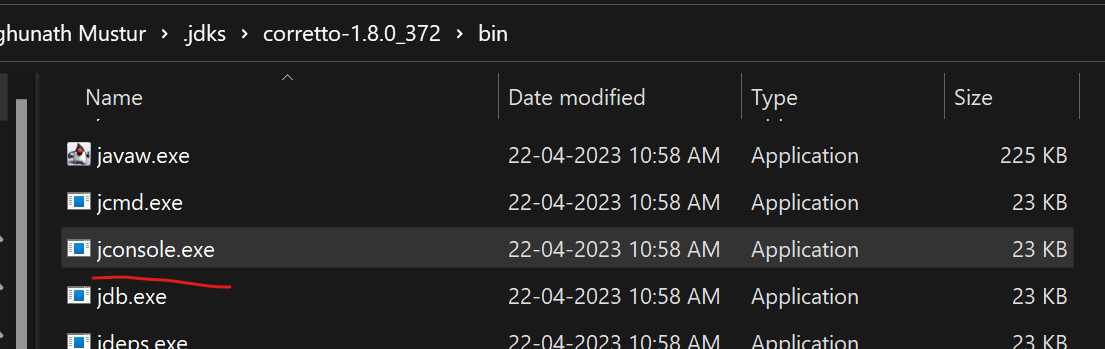 ghunath Mustur > .jdks > corretto-1.8.0_372 > bin
Name Date modified Type Size
javaw.exe 22-04-2023 10:58 AM Application 225 KB
jcmd.exe 22-04-2023 10:58 AM Application 23 KB
jconsole.exe 22-04-2023 10:58 AM Application 23 KB
jdb.exe 22-04-2023 10:58 AM Application 23 KB
jdeps.exe 22-04-2023 10:58 AM Application 23 KB